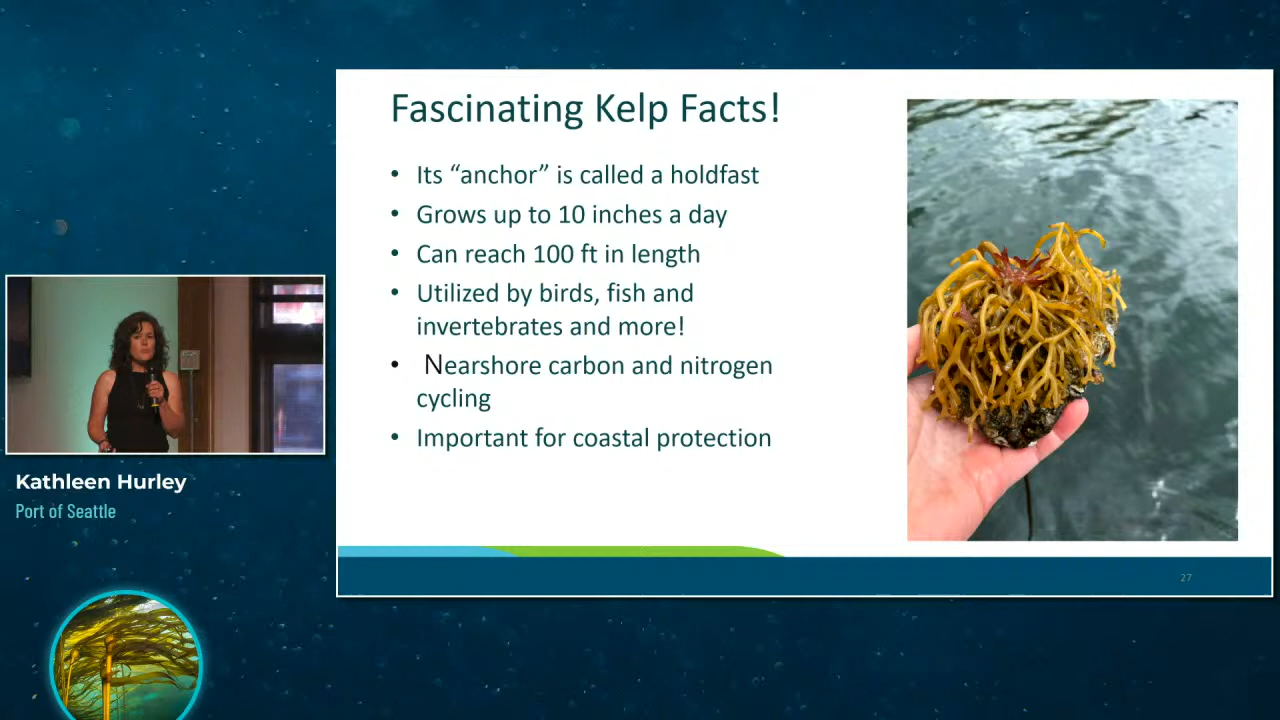 Fascinating Kelp Facts!
• Its “anchor” is called a holdfast
• Grows up to 10 inches a day
• Can reach 100 ft in length
• Utilized by birds, fish and
invertebrates and more!
• Nearshore carbon and nitrogen
cycling
• Important for coastal protection
27
Kathleen Hurley
Port of Seattle